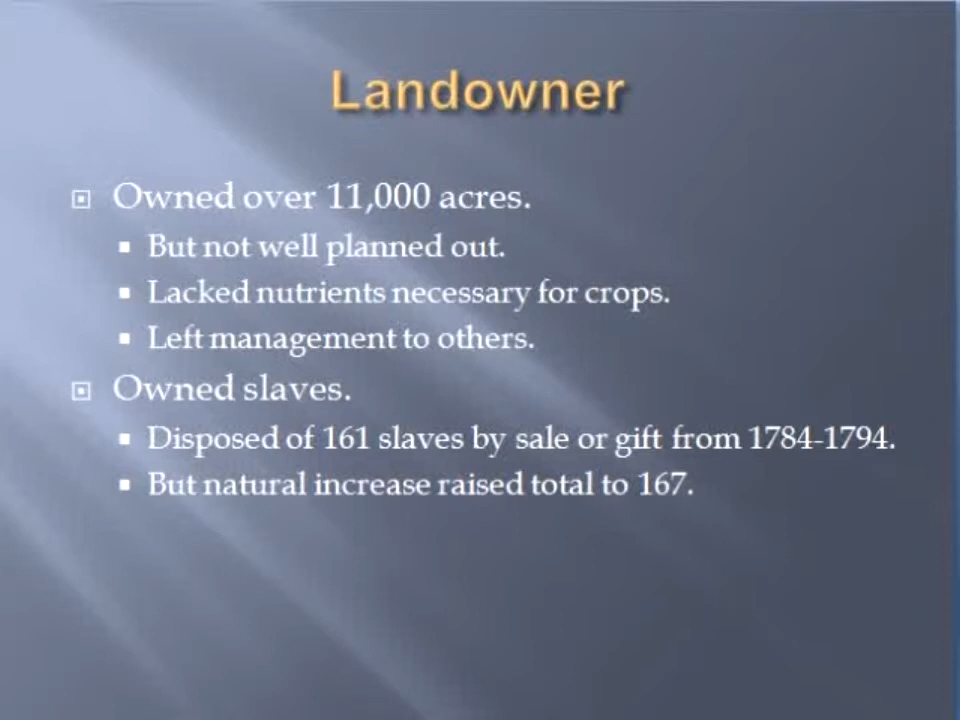 Landowner
Owned over 11,000 acres.
But not well planned out.
Lacked nutrients necessary for crops.
Left management to others.
Owned slaves.
Disposed of 161 slaves by sale or gift from 1784-1794.
But natural increase raised total to 167.